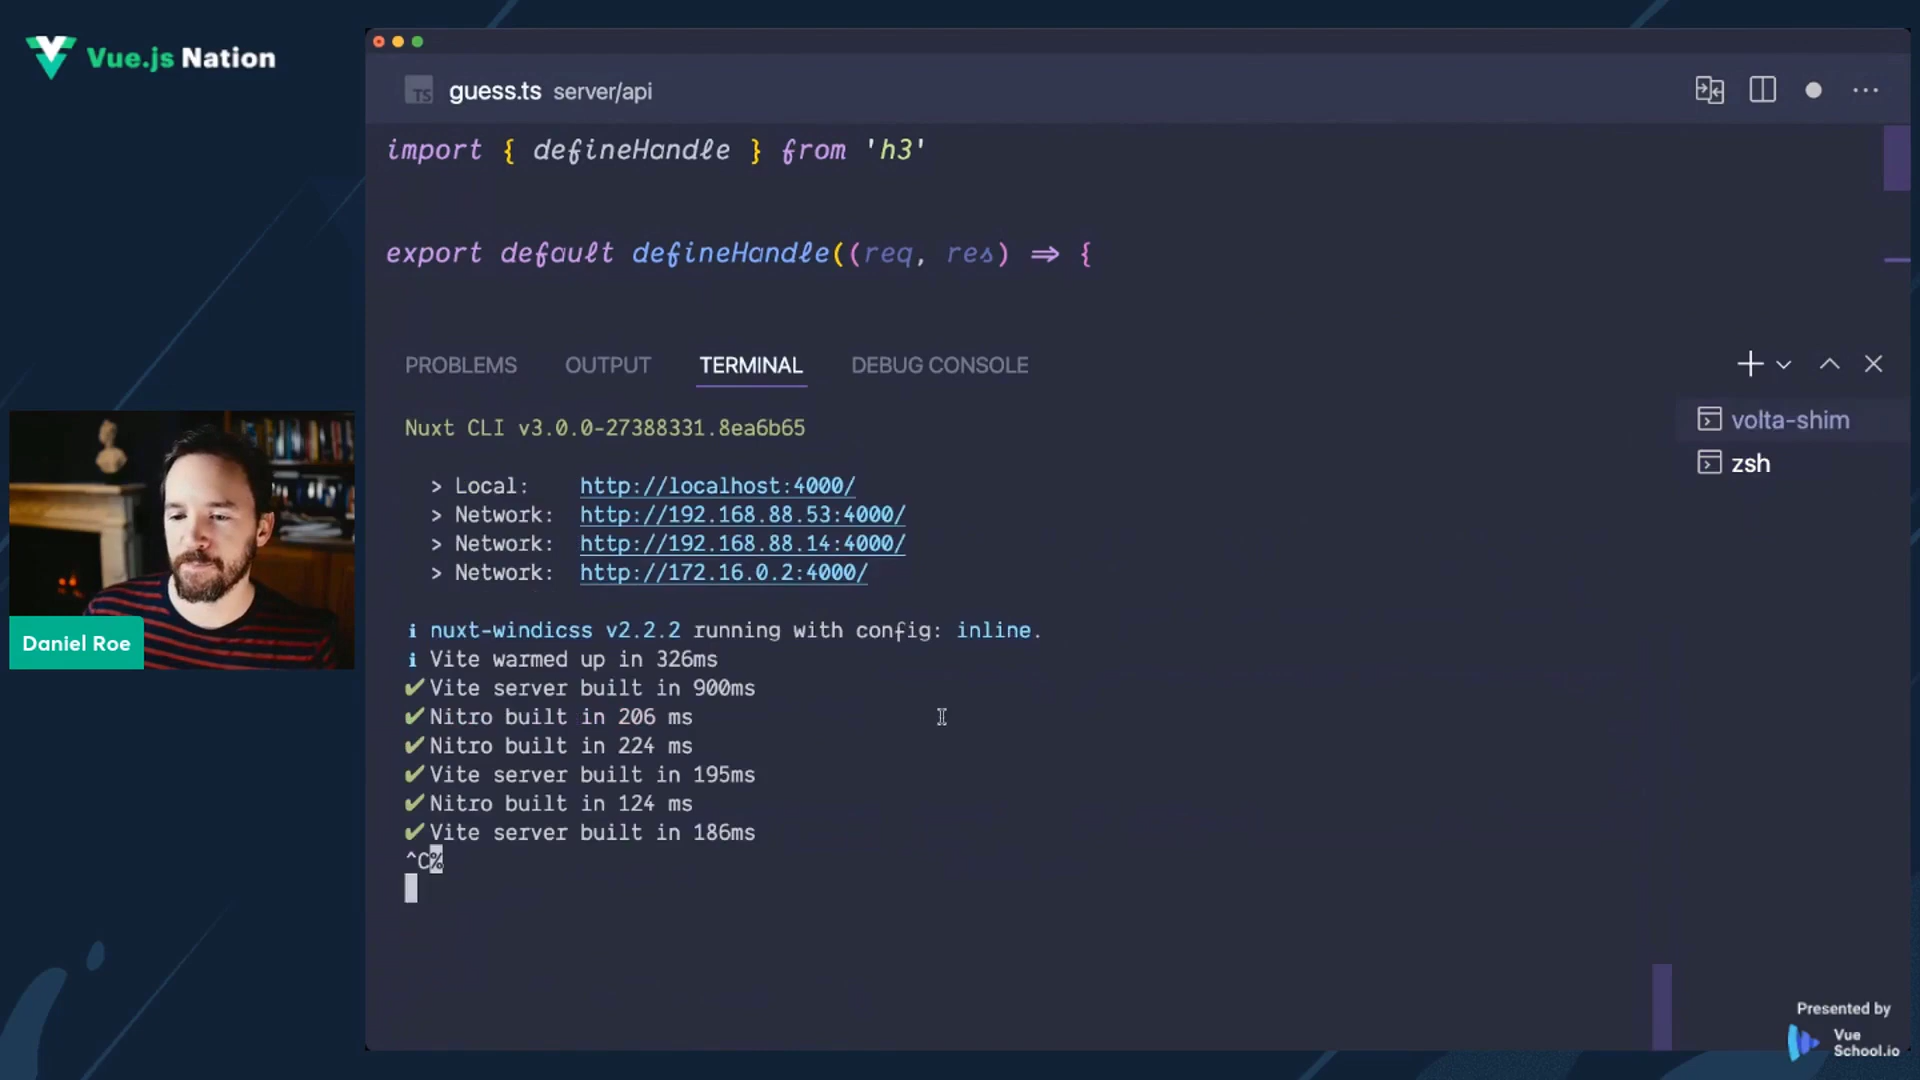 Vue.js Nation
TS guess.ts server/api
import { defineHandle } from 'h3'
export default defineHandle((req, res) ⇒ {
PROBLEMS OUTPUT TERMINAL DEBUG CONSOLE
Nuxt CLI v3.0.0-27388331.8ea6b65
> Local: http://localhost:4000/
> Network: http://192.168.88.53:4000/
> Network: http://192.168.88.14:4000/
> Network: http://172.16.0.2:4000/
ℹ nuxt-windicss v2.2.2 running with config: inline.
ℹ Vite warmed up in 326ms
✔ Vite server built in 900ms
✔ Nitro built in 206 ms
✔ Nitro built in 224 ms
✔ Vite server built in 195ms
✔ Nitro built in 124 ms
✔ Vite server built in 186ms
^C%
volta-shim
zsh
Daniel Roe
Presented by
Vue
School.io